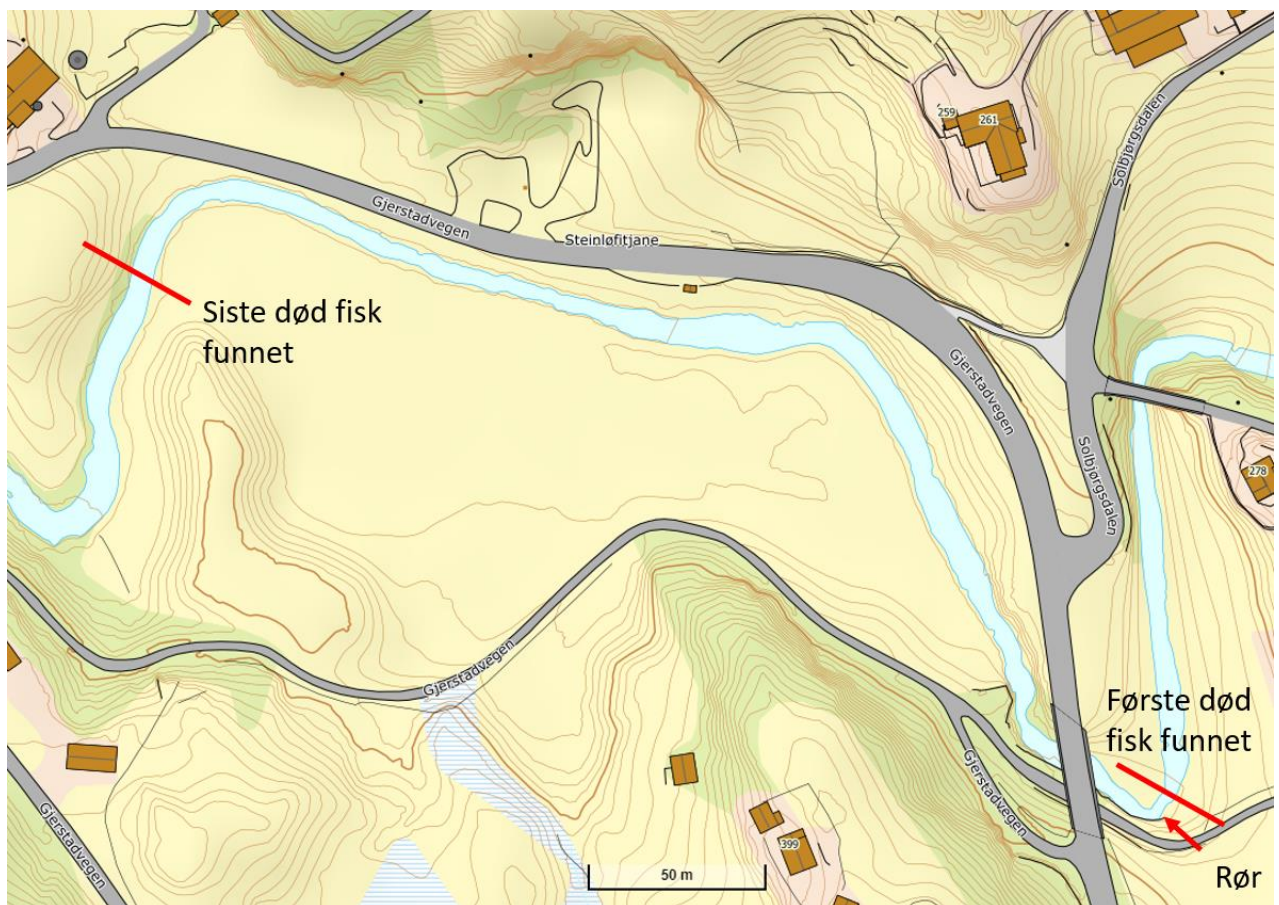 259
261
Solbjørgsdalen
Gjerstadvegen
Steinløfitjane
Siste død fisk
funnet
Gjerstadvegen
Solbjørgsdalen
278
Gjerstadvegen
Første død
fisk funnet
Gjerstadvegen
Gjerstadvegen
399
50 m
Rør